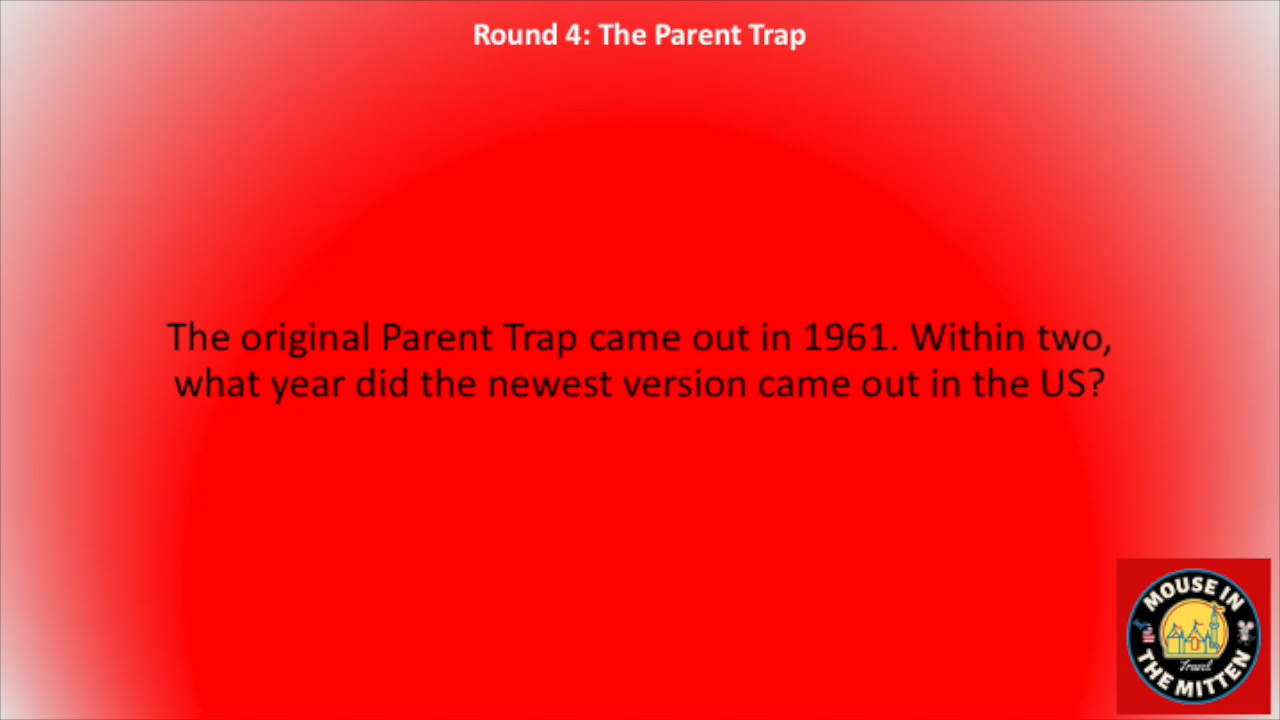 Round 4: The Parent Trap
The original Parent Trap came out in 1961. Within two,
what year did the newest version came out in the US?
MOUSE IN
Travel
THE MITTEN